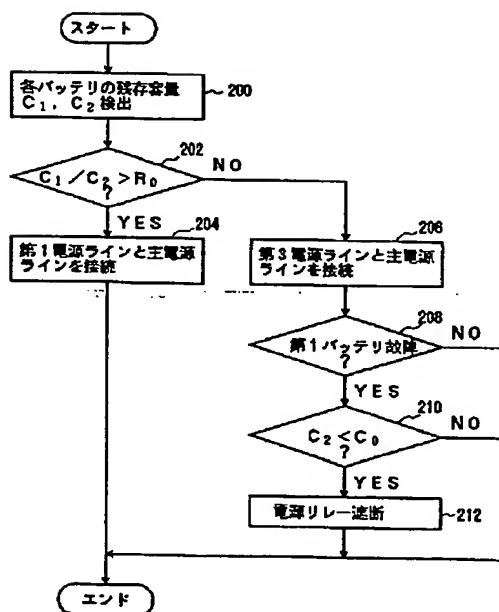 スタート
各バッテリの残存容量
C₁, C₂ 検出
200
202
C₁/C₂>R₀
?
NO
YES
204
第1電源ラインと主電源
ラインを接続
206
第3電源ラインと主電源
ラインを接続
208
第1バッテリ故障
?
NO
YES
210
C₂<C₀
?
NO
YES
電源リレー遮断
212
エンド